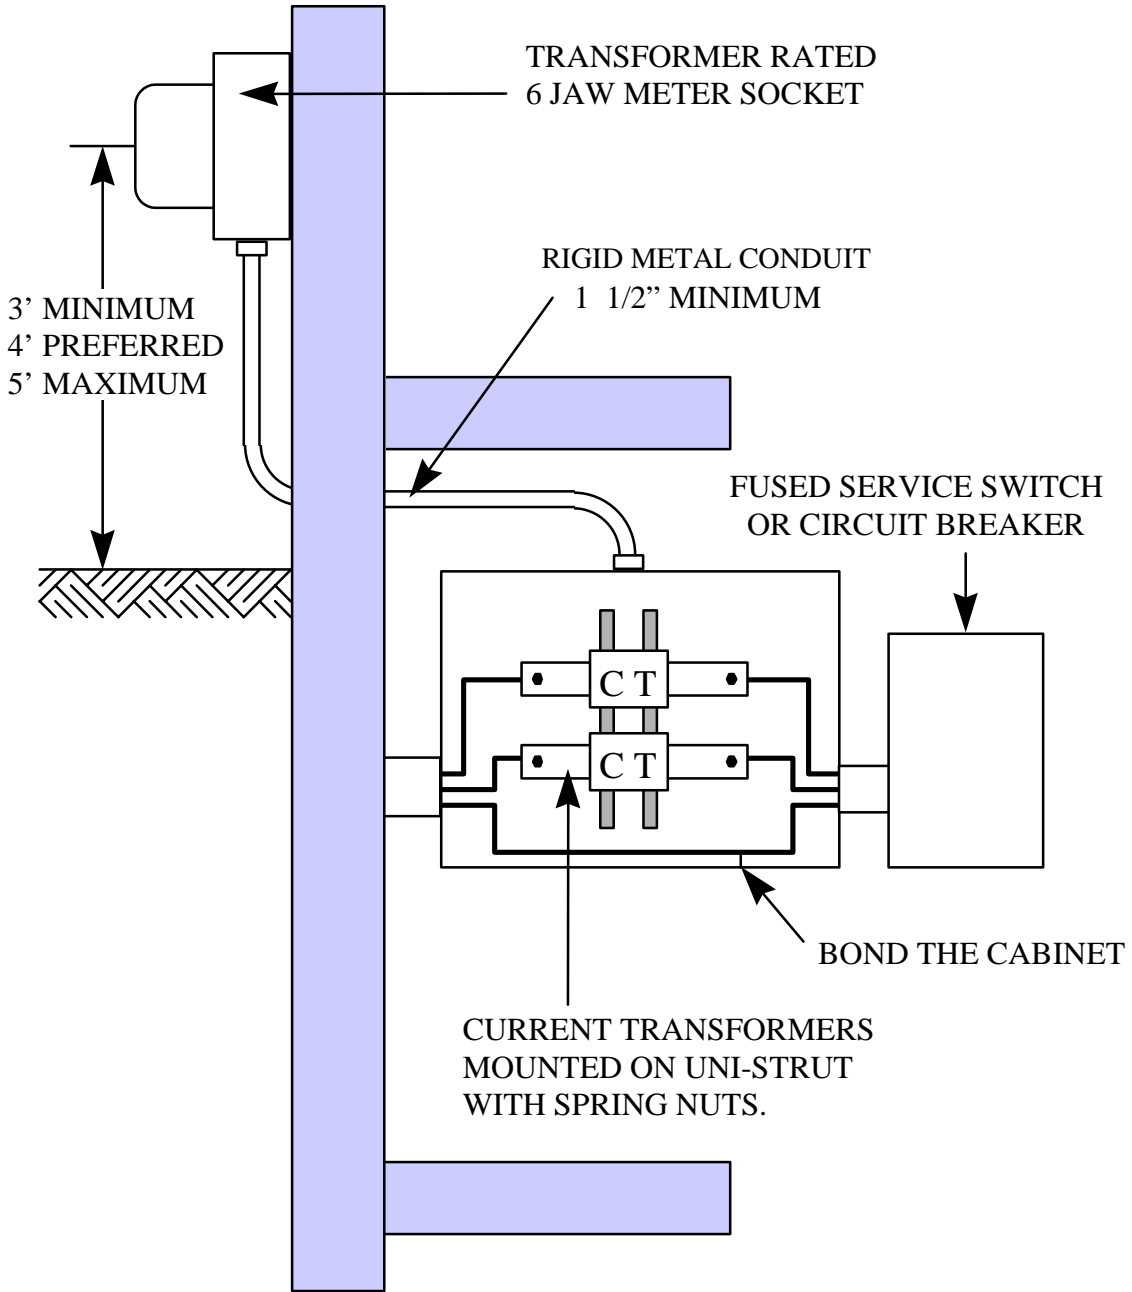 TRANSFORMER RATED
6 JAW METER SOCKET
RIGID METAL CONDUIT
1 1/2” MINIMUM
3’ MINIMUM
4’ PREFERRED
5’ MAXIMUM
FUSED SERVICE SWITCH
OR CIRCUIT BREAKER
C T
C T
BOND THE CABINET
CURRENT TRANSFORMERS
MOUNTED ON UNI-STRUT
WITH SPRING NUTS.